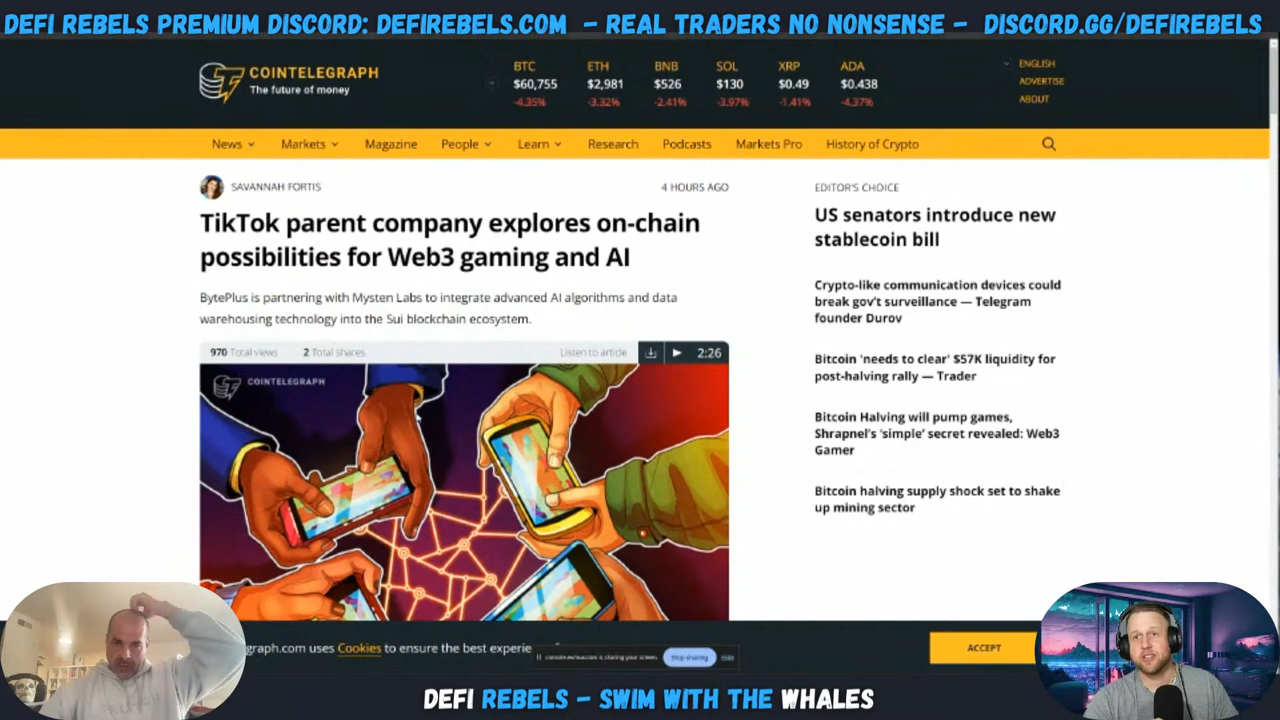 DEFI REBELS PREMIUM DISCORD: DEFIREBELS.COM – REAL TRADERS NO NONSENSE – DISCORD.GG/DEFIREBELS
COINTELEGRAPH
The future of money
BTC ETH BNB SOL XRP ADA
$60,755 $2,981 $526 $130 $0.49 $0.438
-4.35% -3.32% -2.41% -3.97% -1.41% -4.37%
ENGLISH
ADVERTISE
ABOUT
News Markets Magazine People Learn Research Podcasts Markets Pro History of Crypto
SAVANNAH FORTIS 4 HOURS AGO
TikTok parent company explores on-chain
possibilities for Web3 gaming and AI
BytePlus is partnering with Mysten Labs to integrate advanced AI algorithms and data
warehousing technology into the Sui blockchain ecosystem.
970 Total views 2 Total shares Listen to article 2:26
COINTELEGRAPH
EDITOR'S CHOICE
US senators introduce new
stablecoin bill
Crypto-like communication devices could
break gov't surveillance — Telegram
founder Durov
Bitcoin 'needs to clear' $57K liquidity for
post-halving rally — Trader
Bitcoin Halving will pump games,
Shrapnel's 'simple' secret revealed: Web3
Gamer
Bitcoin halving supply shock set to shake
up mining sector
graph.com uses Cookies to ensure the best experie
is sharing your screen. Stop sharing Hide
ACCEPT
DEFI REBELS – SWIM WITH THE WHALES